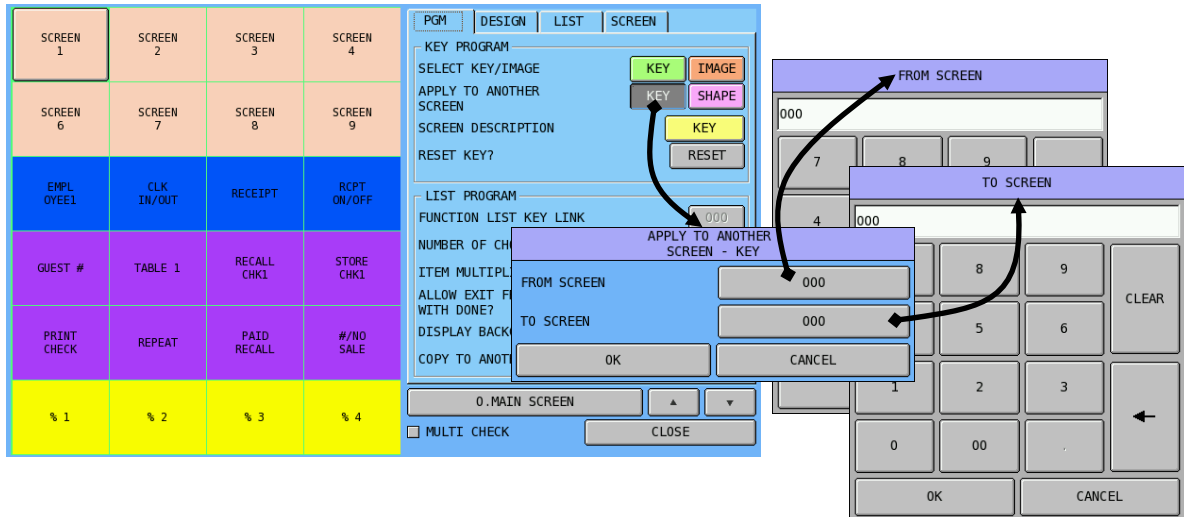 SCREEN
1
SCREEN
2
SCREEN
3
SCREEN
4
SCREEN
6
SCREEN
7
SCREEN
8
SCREEN
9
EMPL
OYEE1
CLK
IN/OUT
RECEIPT
RCPT
ON/OFF
GUEST #
TABLE 1
RECALL
CHK1
STORE
CHK1
PRINT
CHECK
REPEAT
PAID
RECALL
#/NO
SALE
% 1
% 2
% 3
% 4
PGM
DESIGN
LIST
SCREEN
KEY PROGRAM
SELECT KEY/IMAGE
KEY
IMAGE
APPLY TO ANOTHER
SCREEN
KEY
SHAPE
SCREEN DESCRIPTION
KEY
RESET KEY?
RESET
LIST PROGRAM
FUNCTION LIST KEY LINK
000
NUMBER OF
ITEM
ALLOW EXIT
WITH DONE?
DISPLAY
COPY TO
0.MAIN SCREEN
MULTI CHECK
CLOSE
APPLY TO ANOTHER
SCREEN - KEY
FROM SCREEN
000
TO SCREEN
000
OK
CANCEL
FROM SCREEN
000
7
8
9
4
TO SCREEN
000
8
9
CLEAR
5
6
1
2
3
0
00
.
OK
CANCEL